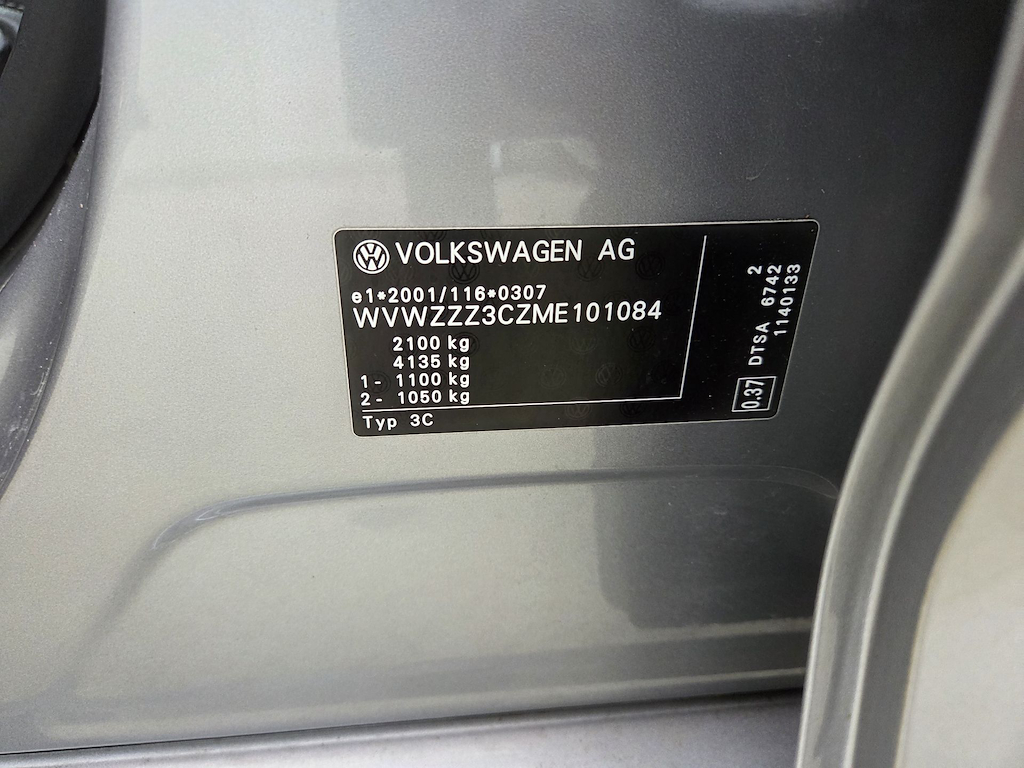 VOLKSWAGEN AG
e1*2001/116*0307
WVWZZZ3CZME101084
2100 kg
4135 kg
1- 1100 kg
2- 1050 kg
Typ 3C
2
DTSA 6742
1140133
0.37